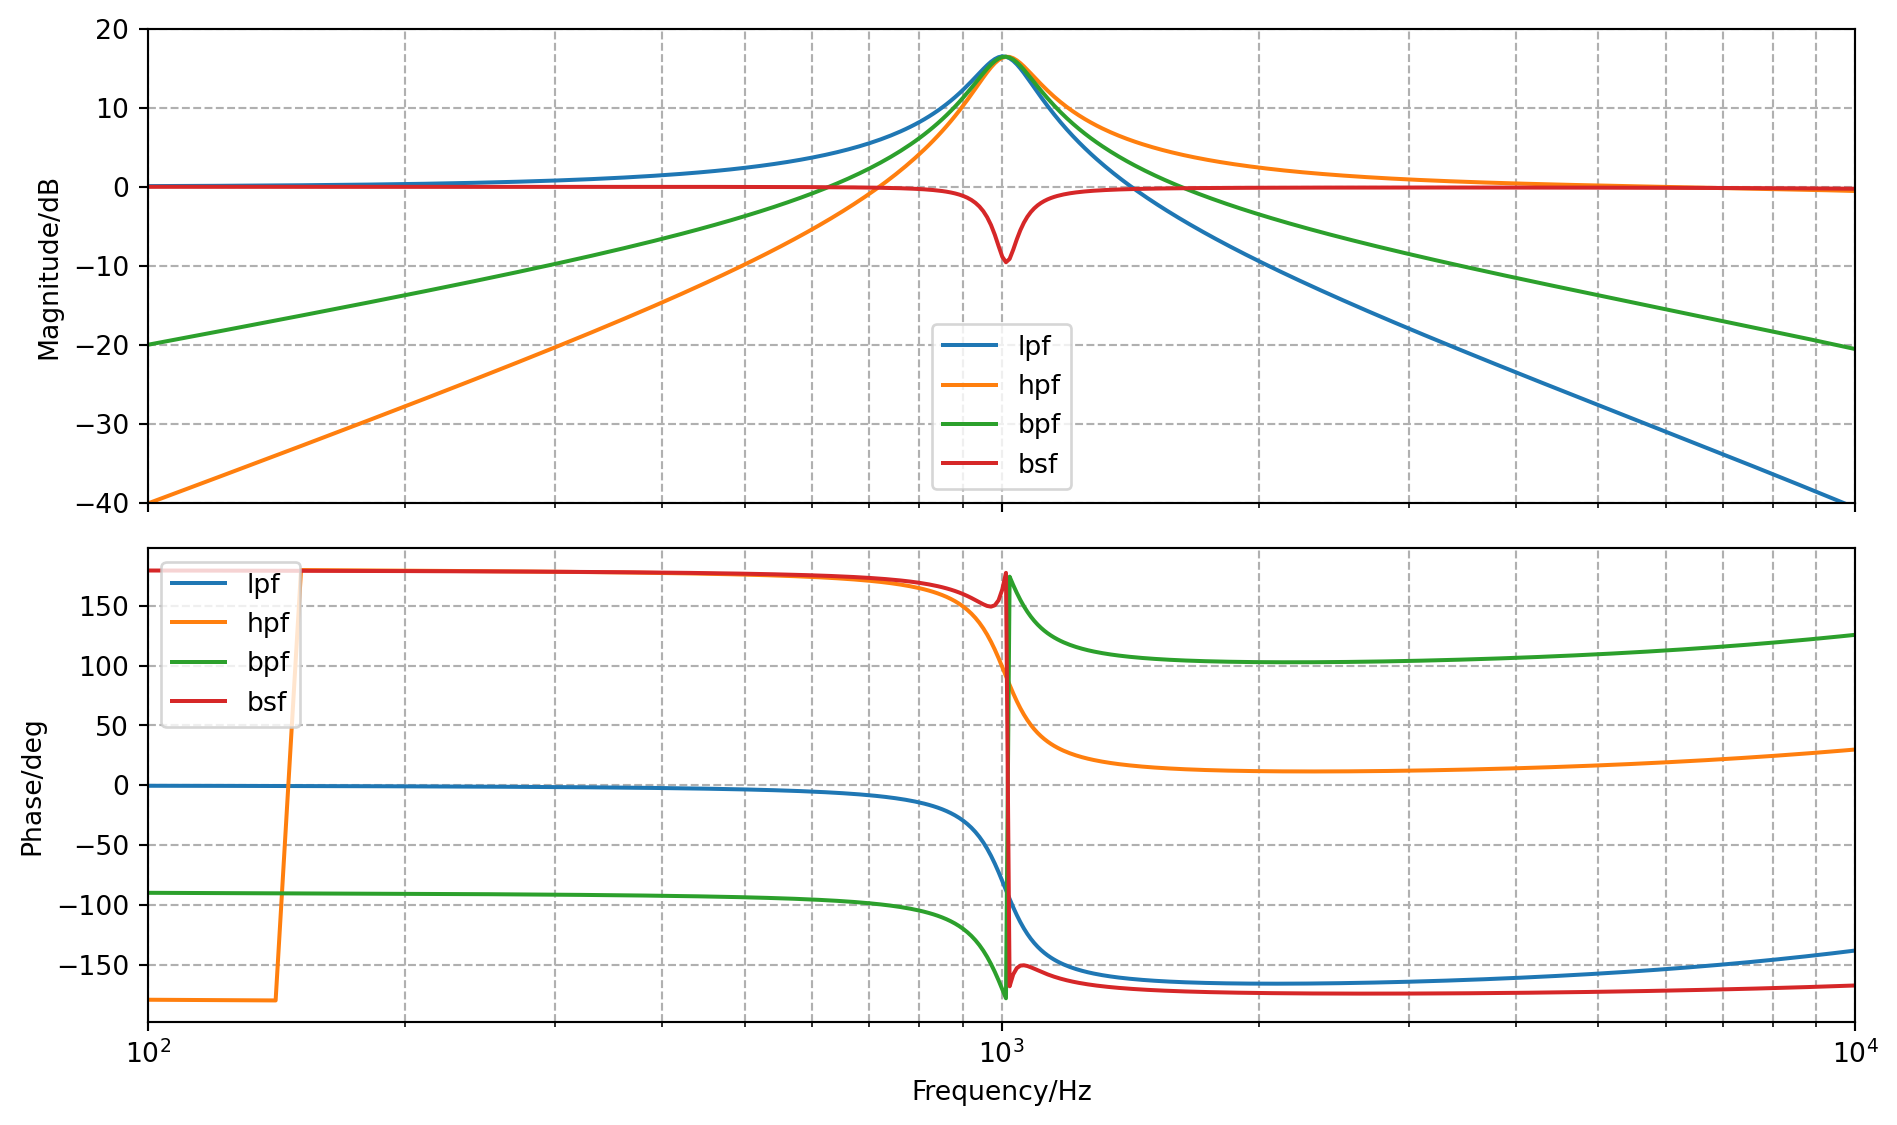 20
10
0
−10
−20
−30
−40
Magnitude/dB
lpf
hpf
bpf
bsf
150
100
50
0
−50
−100
−150
Phase/deg
lpf
hpf
bpf
bsf
10² 10³ 10⁴
Frequency/Hz